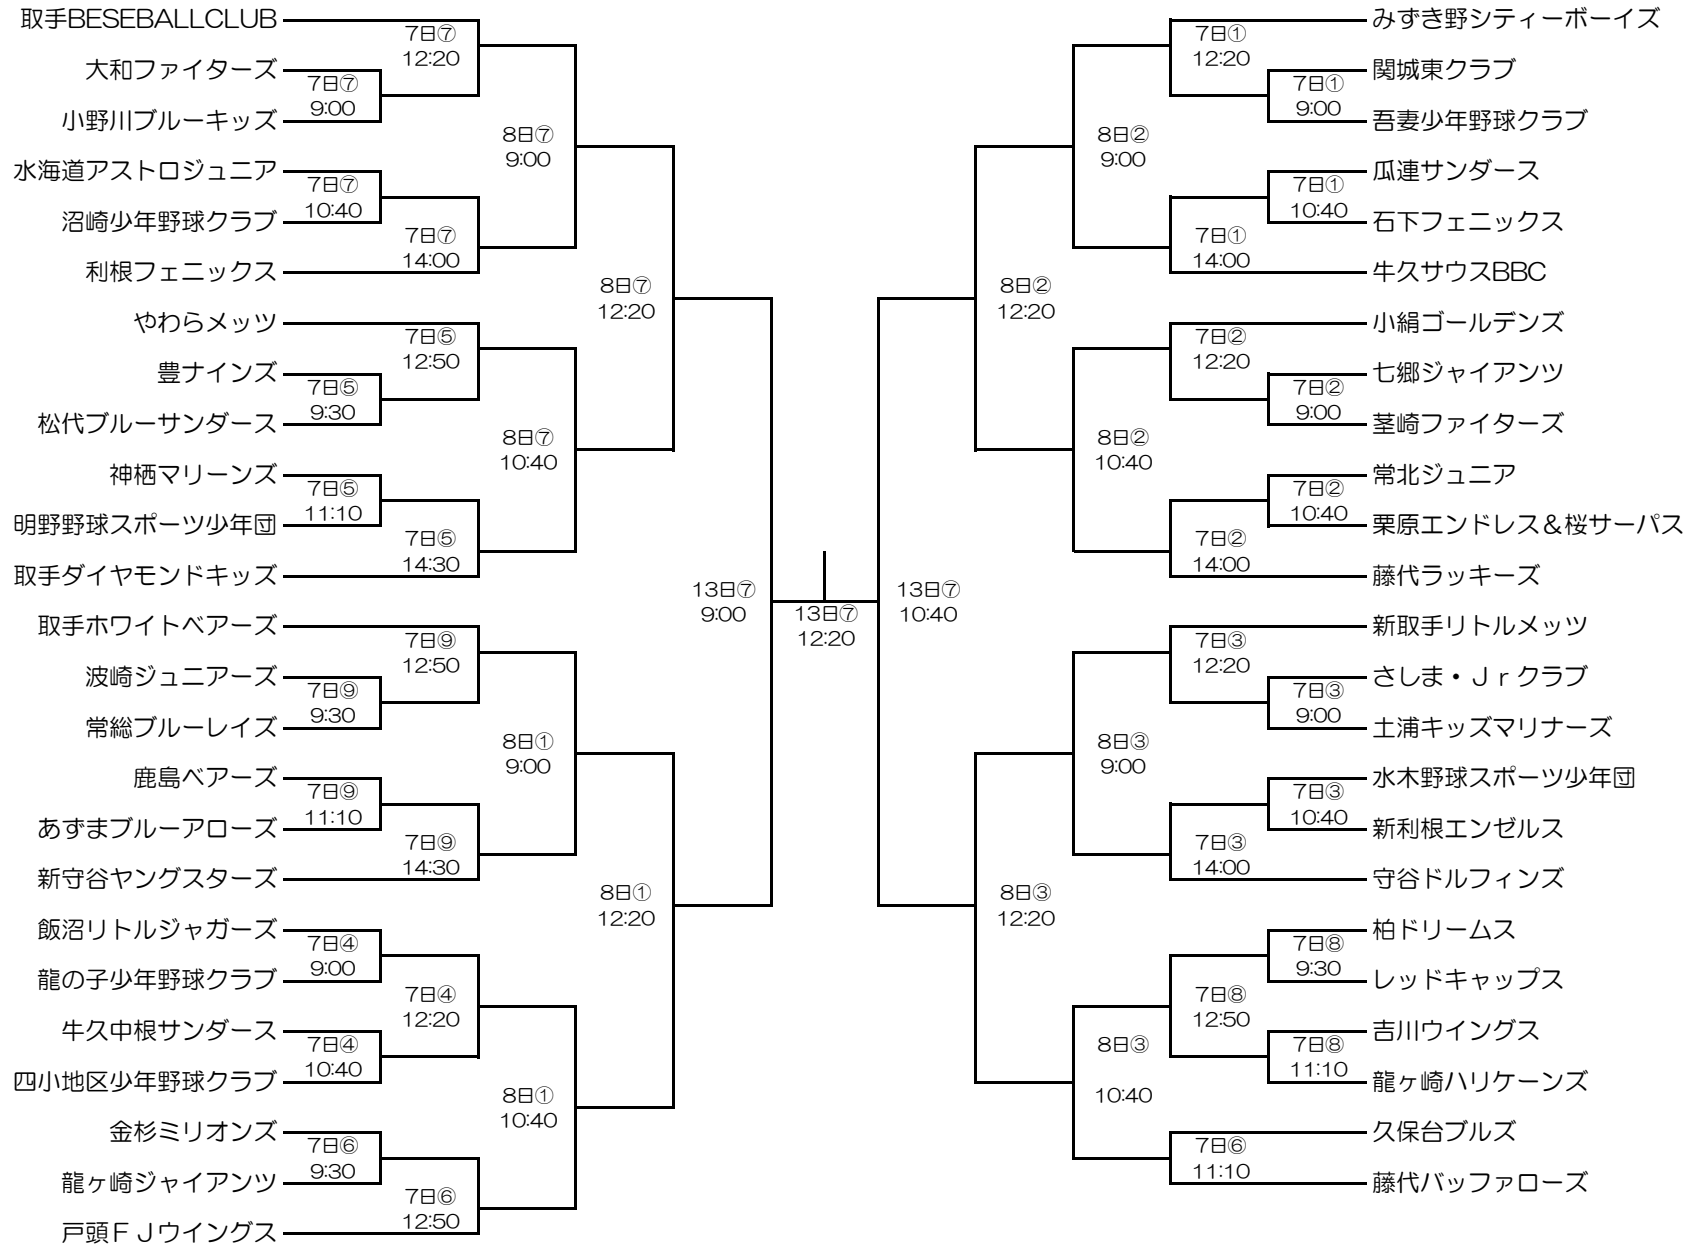 取手BESEBALLCLUB
7日⑦
12:20
大和ファイターズ
7日⑦
9:00
小野川ブルーキッズ
8日⑦
9:00
水海道アストロジュニア
7日⑦
10:40
沼崎少年野球クラブ
7日⑦
14:00
利根フェニックス
8日⑦
12:20
やわらメッツ
7日⑤
12:50
豊ナインズ
7日⑤
9:30
松代ブルーサンダース
8日⑦
10:40
神栖マリーンズ
7日⑤
11:10
明野野球スポーツ少年団
7日⑤
14:30
取手ダイヤモンドキッズ
13日⑦
9:00
取手ホワイトベアーズ
7日⑨
12:50
波崎ジュニアーズ
7日⑨
9:30
常総ブルーレイズ
8日①
9:00
鹿島ベアーズ
7日⑨
11:10
あずまブルーアローズ
7日⑨
14:30
新守谷ヤングスターズ
8日①
12:20
飯沼リトルジャガーズ
7日④
9:00
龍の子少年野球クラブ
7日④
12:20
牛久中根サンダース
7日④
10:40
四小地区少年野球クラブ
8日①
10:40
金杉ミリオンズ
7日⑥
9:30
龍ヶ崎ジャイアンツ
7日⑥
12:50
戸頭ＦＪウイングス
13日⑦
12:20
みずき野シティーボーイズ
7日①
12:20
関城東クラブ
7日①
9:00
吾妻少年野球クラブ
8日②
9:00
瓜連サンダース
7日①
10:40
石下フェニックス
7日①
14:00
牛久サウスBBC
8日②
12:20
小絹ゴールデンズ
7日②
12:20
七郷ジャイアンツ
7日②
9:00
茎崎ファイターズ
8日②
10:40
常北ジュニア
7日②
10:40
栗原エンドレス＆桜サーパス
7日②
14:00
藤代ラッキーズ
13日⑦
10:40
新取手リトルメッツ
7日③
12:20
さしま・Ｊｒクラブ
7日③
9:00
土浦キッズマリナーズ
8日③
9:00
水木野球スポーツ少年団
7日③
10:40
新利根エンゼルス
7日③
14:00
守谷ドルフィンズ
8日③
12:20
柏ドリームス
7日⑧
9:30
レッドキャップス
7日⑧
12:50
吉川ウイングス
7日⑧
11:10
龍ヶ崎ハリケーンズ
8日③
10:40
久保台ブルズ
7日⑥
11:10
藤代バッファローズ